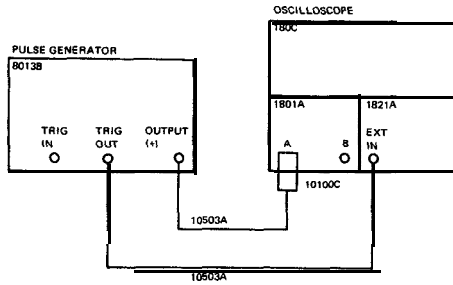 OSCILLOSCOPE
180C
PULSE GENERATOR
8013B
1801A
1821A
TRIG IN
TRIG OUT
OUTPUT (+)
A
B
EXT IN
10100C
10503A
10503A